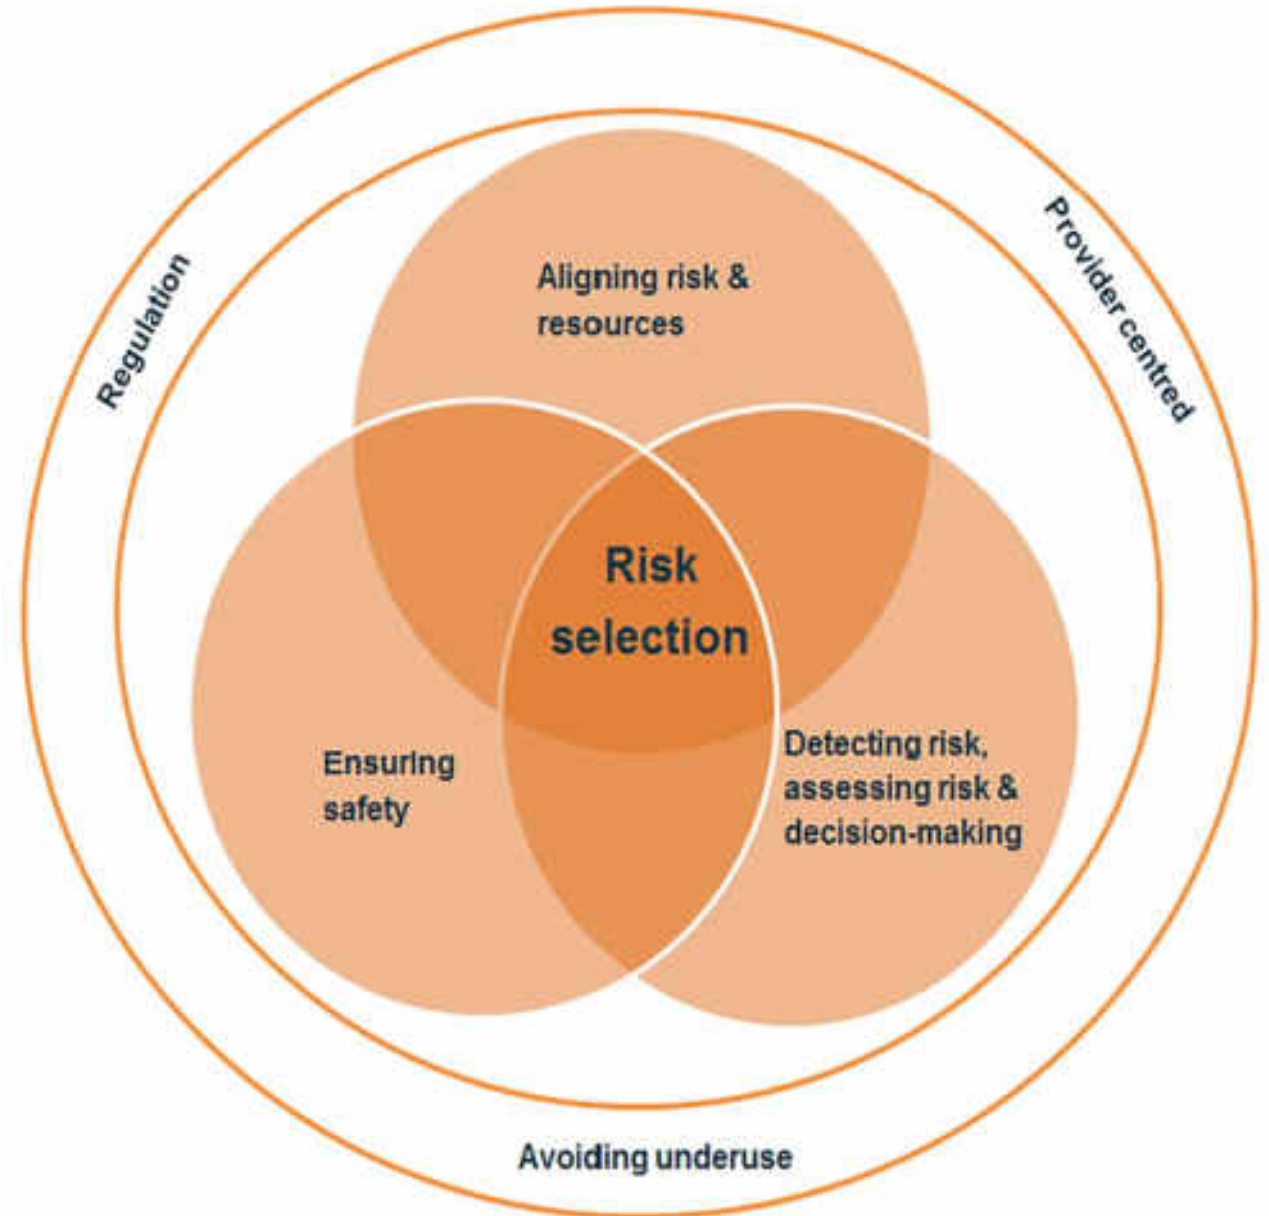 Regulation
Provider centred
Aligning risk &
resources
Risk
selection
Ensuring
safety
Detecting risk,
assessing risk &
decision-making
Avoiding underuse